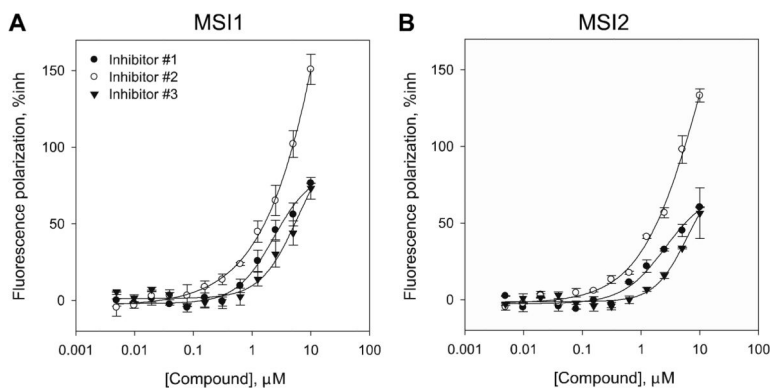 A
MSI1
Fluorescence polarization, %inh
150
100
50
0
Inhibitor #1
Inhibitor #2
Inhibitor #3
0.001
0.01
0.1
1
10
100
[Compound], μM
B
MSI2
Fluorescence polarization, %inh
150
100
50
0
0.001
0.01
0.1
1
10
100
[Compound], μM